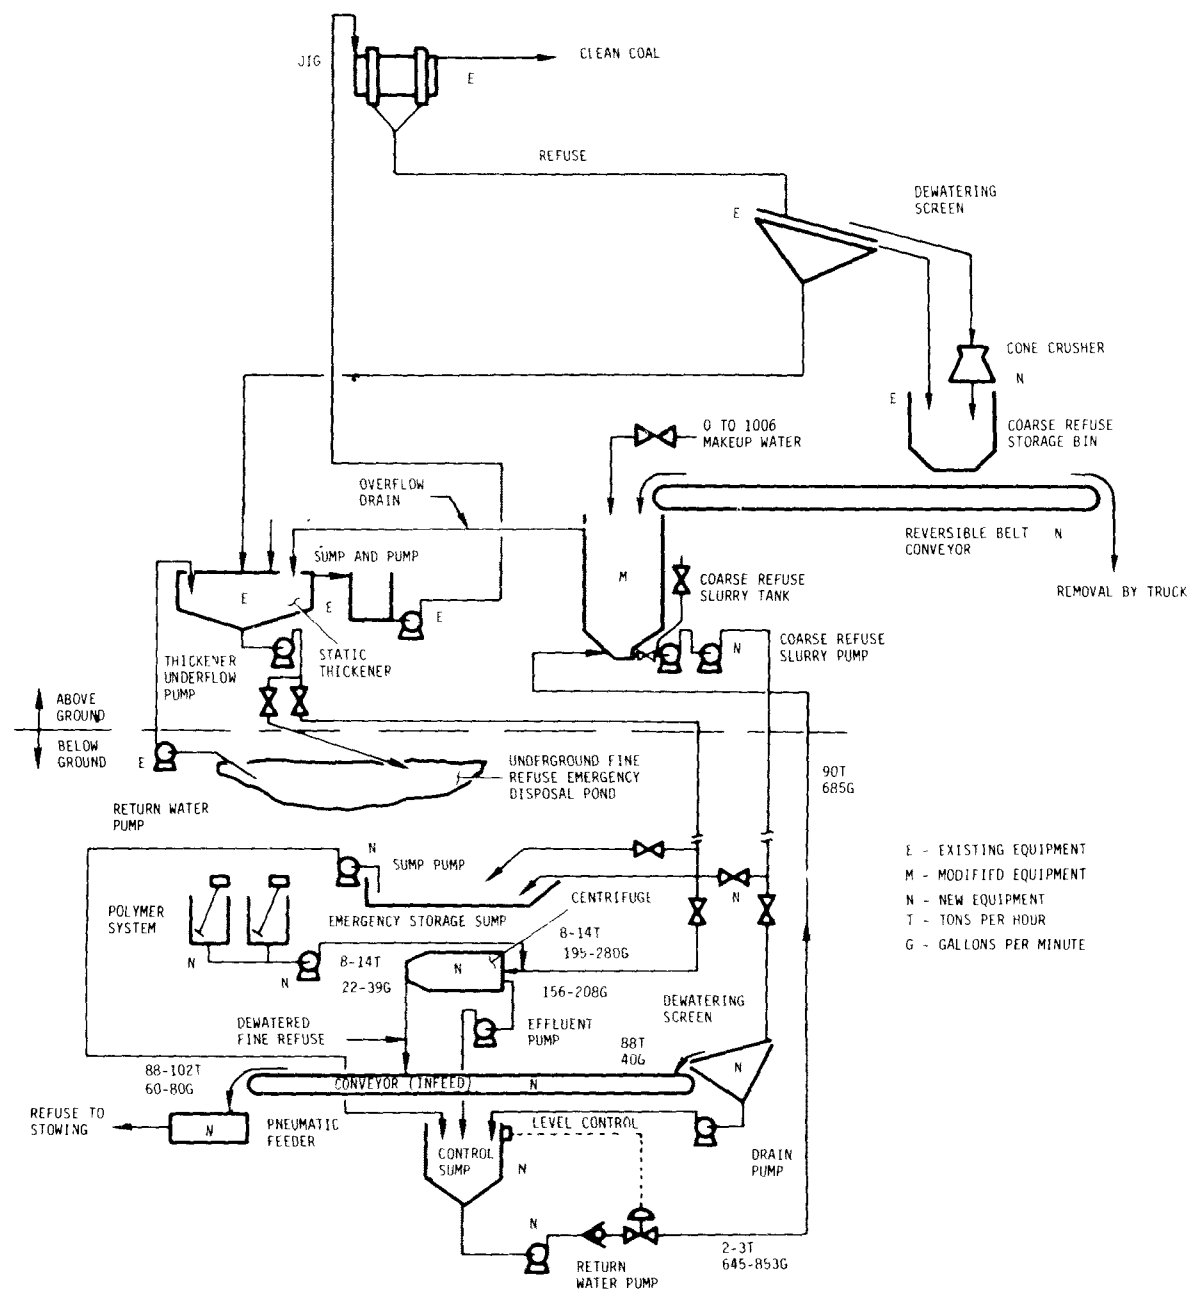 JIG
CLEAN COAL
E
REFUSE
DEWATERING
SCREEN
E
CONE CRUSHER
N
E
COARSE REFUSE
STORAGE BIN
0 TO 1006
MAKEUP WATER
OVERFLOW
DRAIN
REVERSIBLE BELT
CONVEYOR
N
REMOVAL BY TRUCK
SUMP AND PUMP
E
E
E
M
COARSE REFUSE
SLURRY TANK
COARSE REFUSE
SLURRY PUMP
N
THICKENER
UNDERFLOW
PUMP
STATIC
THICKENER
ABOVE
GROUND
BELOW
GROUND
E
UNDERGROUND FINE
REFUSE EMERGENCY
DISPOSAL POND
90T
685G
RETURN WATER
PUMP
N
SUMP PUMP
E - EXISTING EQUIPMENT
M - MODIFIED EQUIPMENT
N - NEW EQUIPMENT
T - TONS PER HOUR
G - GALLONS PER MINUTE
POLYMER
SYSTEM
EMERGENCY STORAGE SUMP
CENTRIFUGE
N
8-14T
195-280G
N
N
8-14T
22-39G
N
156-208G
DEWATERING
SCREEN
DEWATERED
FINE REFUSE
EFFLUENT
PUMP
88T
40G
N
88-102T
60-80G
CONVEYOR (INFEED)
N
REFUSE TO
STOWING
N
PNEUMATIC
FEEDER
LEVEL CONTROL
CONTROL
SUMP
N
DRAIN
PUMP
N
RETURN
WATER PUMP
2-3T
645-853G